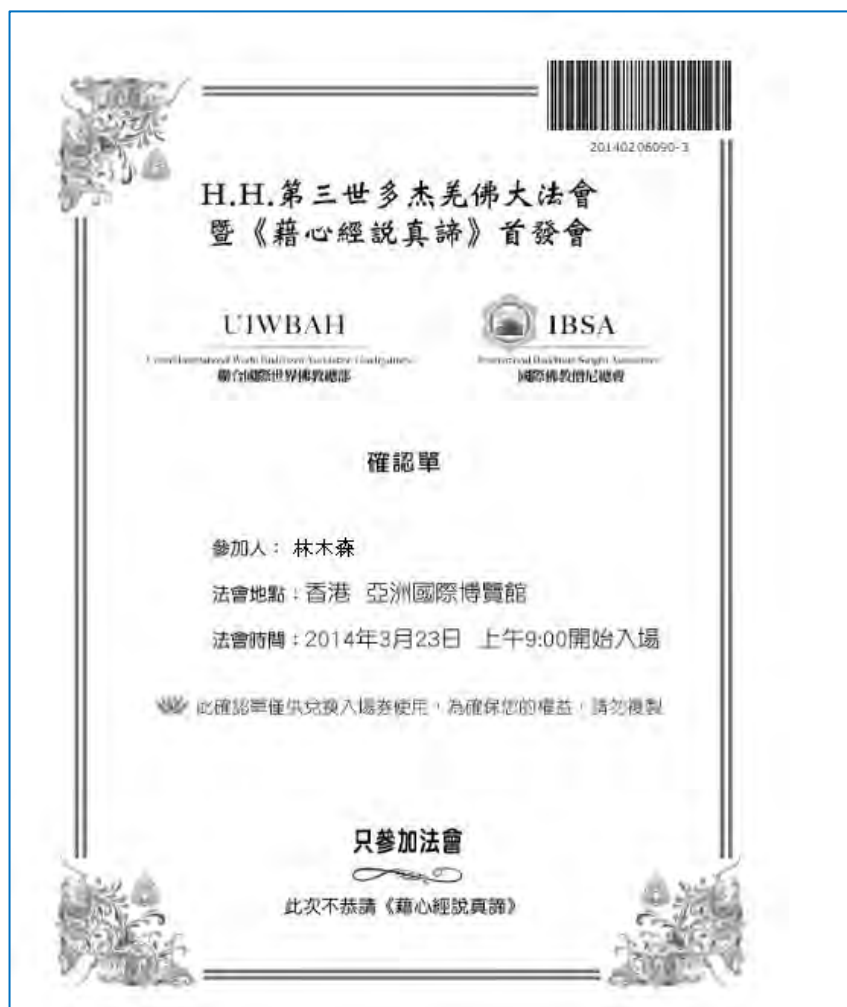 20140206090-3
H.H.第三世多杰羌佛大法會
暨《藉心經説真諦》首發會
UIWBAH
聯合國際世界佛教總部
IBSA
國際佛教僧尼總會
確認單
參加人： 林木森
法會地點：香港 亞洲國際博覽館
法會時間：2014年3月23日 上午9:00開始入場
此確認單僅供兌換入場券使用，為確保您的權益，請勿複製
只參加法會
此次不恭請《藉心經說真諦》